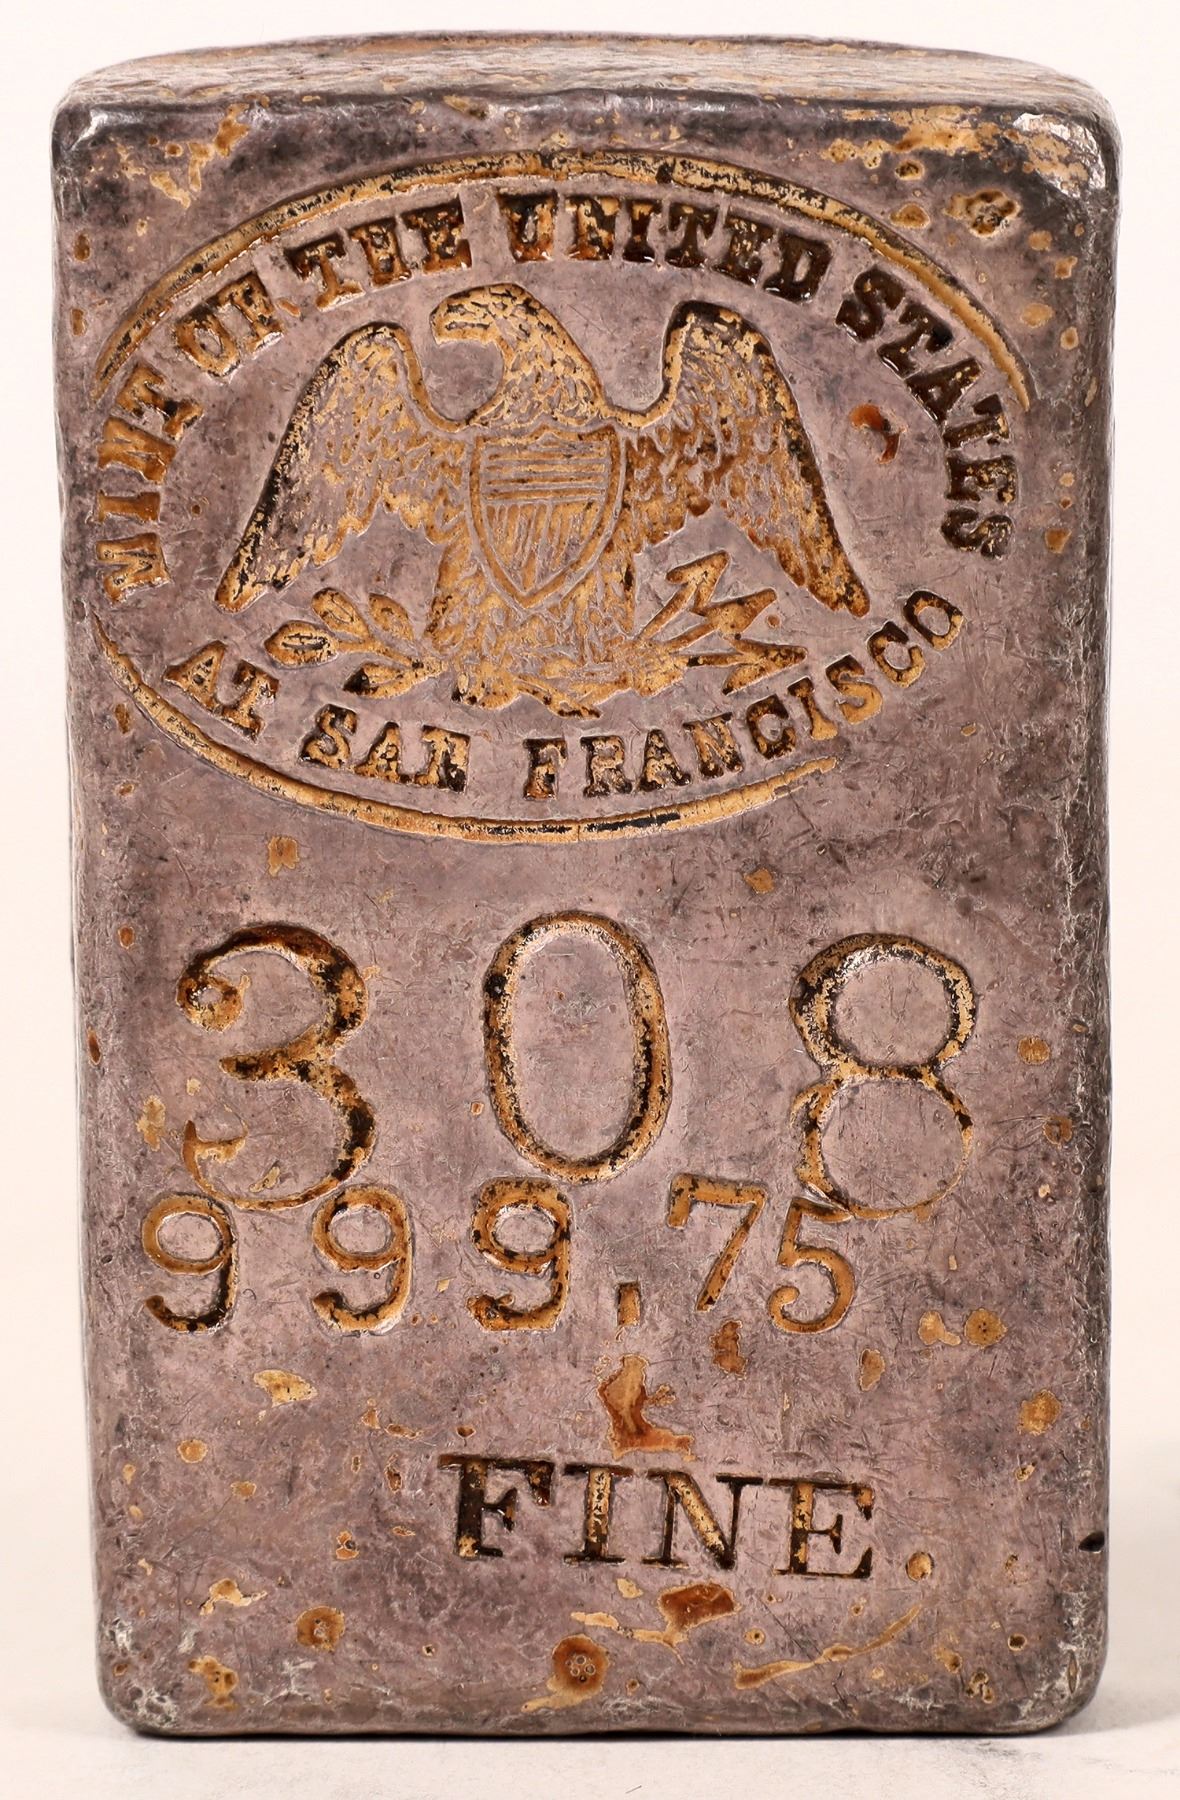 MINT OF THE UNITED STATES
AT SAN FRANCISCO
308
999.75
FINE